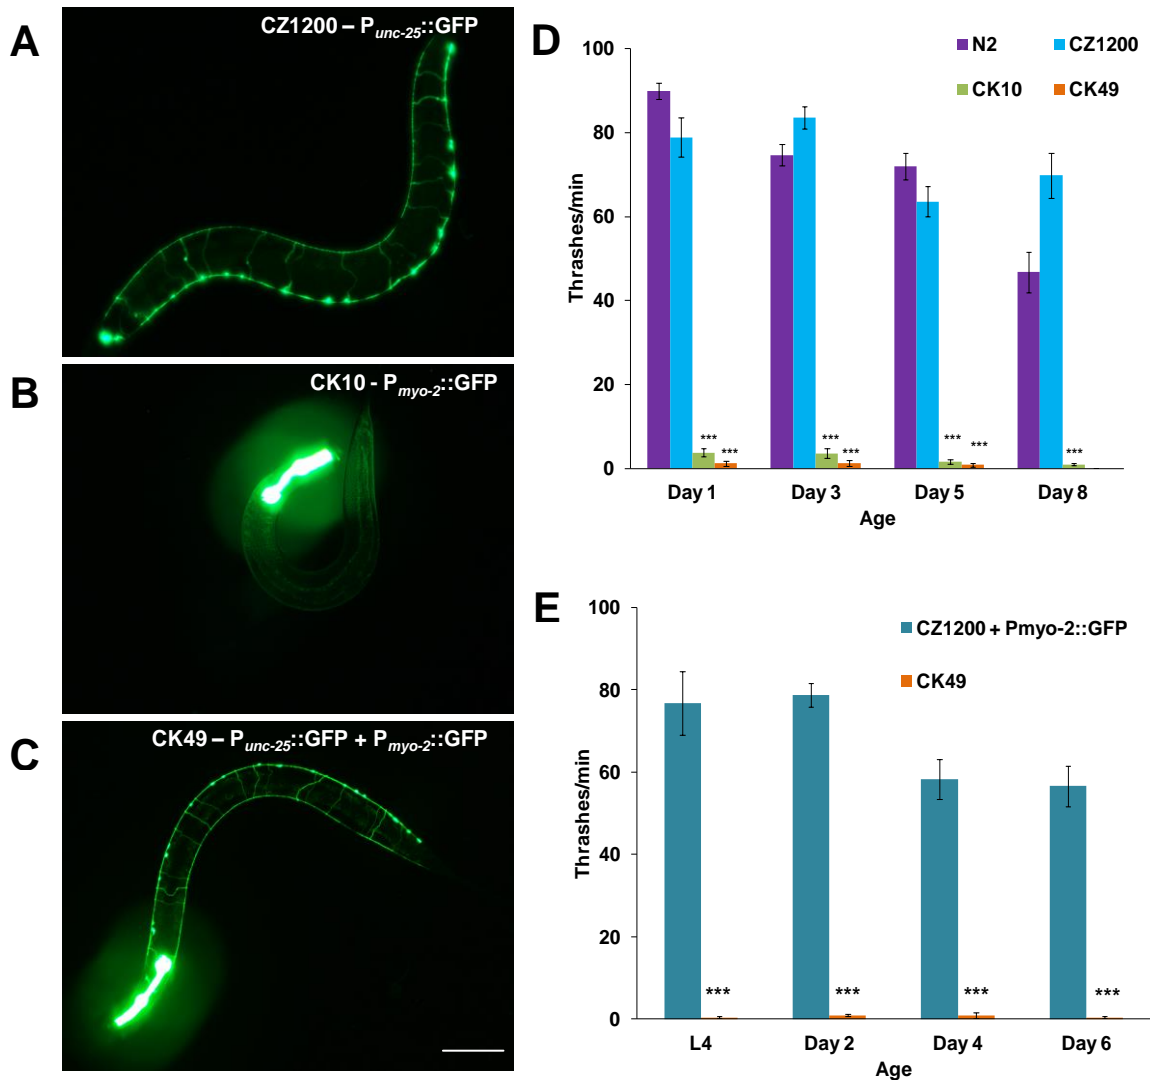 A
CZ1200 – Punc-25::GFP
B
CK10 - Pmyo-2::GFP
C
CK49 – Punc-25::GFP + Pmyo-2::GFP
D
N2
CZ1200
CK10
CK49
Thrashes/min
100
80
60
40
20
0
***
***
***
***
***
***
***
Day 1
Day 3
Day 5
Day 8
Age
E
CZ1200 + Pmyo-2::GFP
CK49
Thrashes/min
100
80
60
40
20
0
***
***
***
***
L4
Day 2
Day 4
Day 6
Age